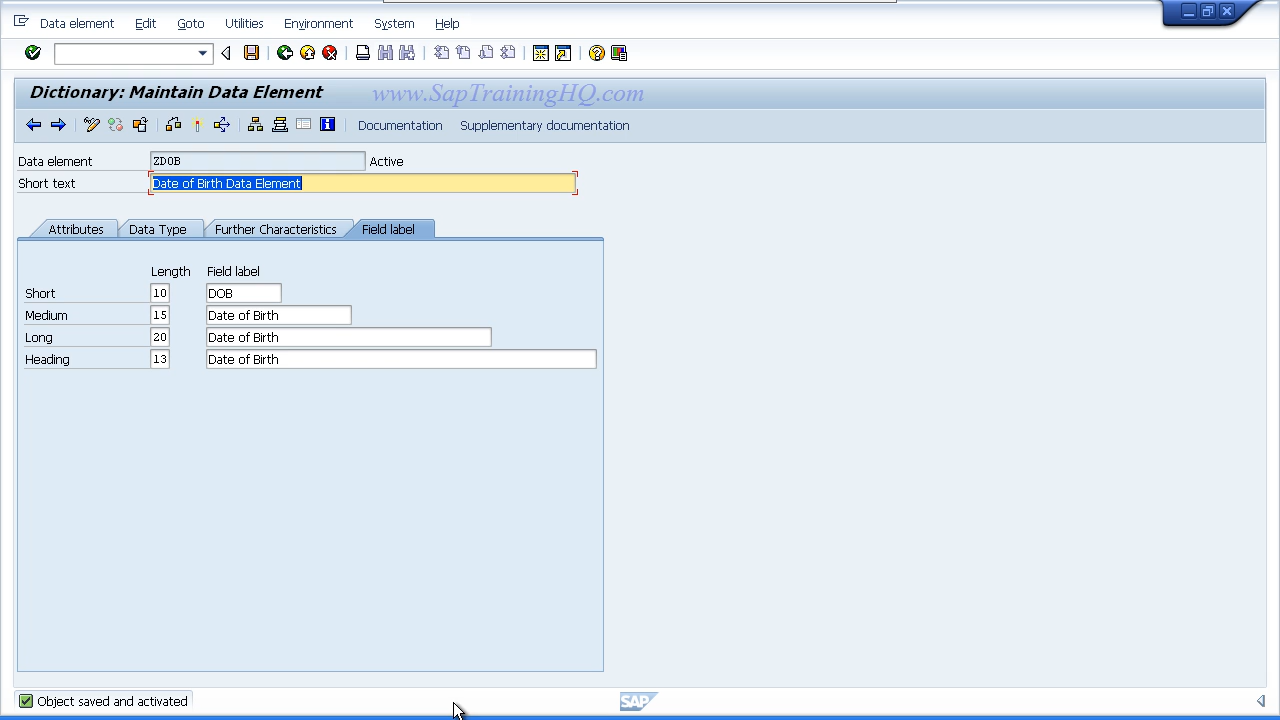 Data element Edit Goto Utilities Environment System Help
Dictionary: Maintain Data Element www.SapTrainingHQ.com
Documentation Supplementary documentation
Data element ZDOB Active
Short text Date of Birth Data Element
Attributes Data Type Further Characteristics Field label
Length Field label
Short 10 DOB
Medium 15 Date of Birth
Long 20 Date of Birth
Heading 13 Date of Birth
Object saved and activated SAP